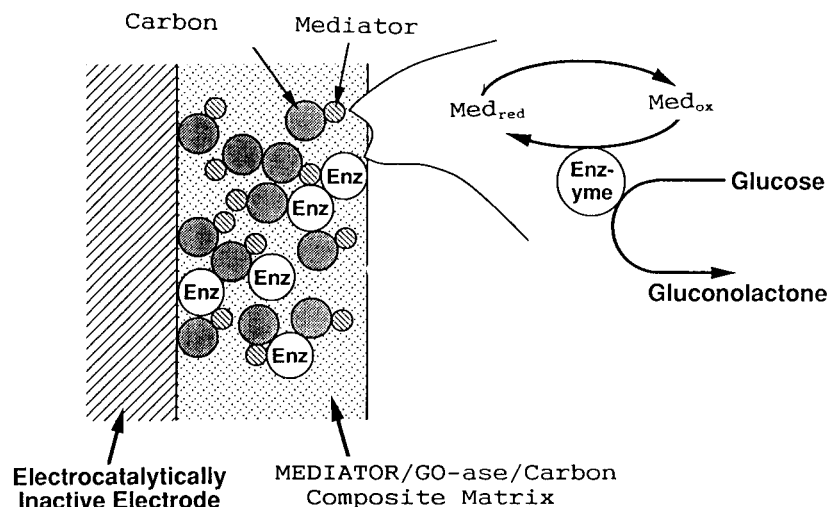 Carbon
Mediator
Med_red
Med_ox
Enz-
yme
Glucose
Gluconolactone
Enz
Enz
Enz
Enz
Enz
Electrocatalytically
Inactive Electrode
MEDIATOR/GO-ase/Carbon
Composite Matrix